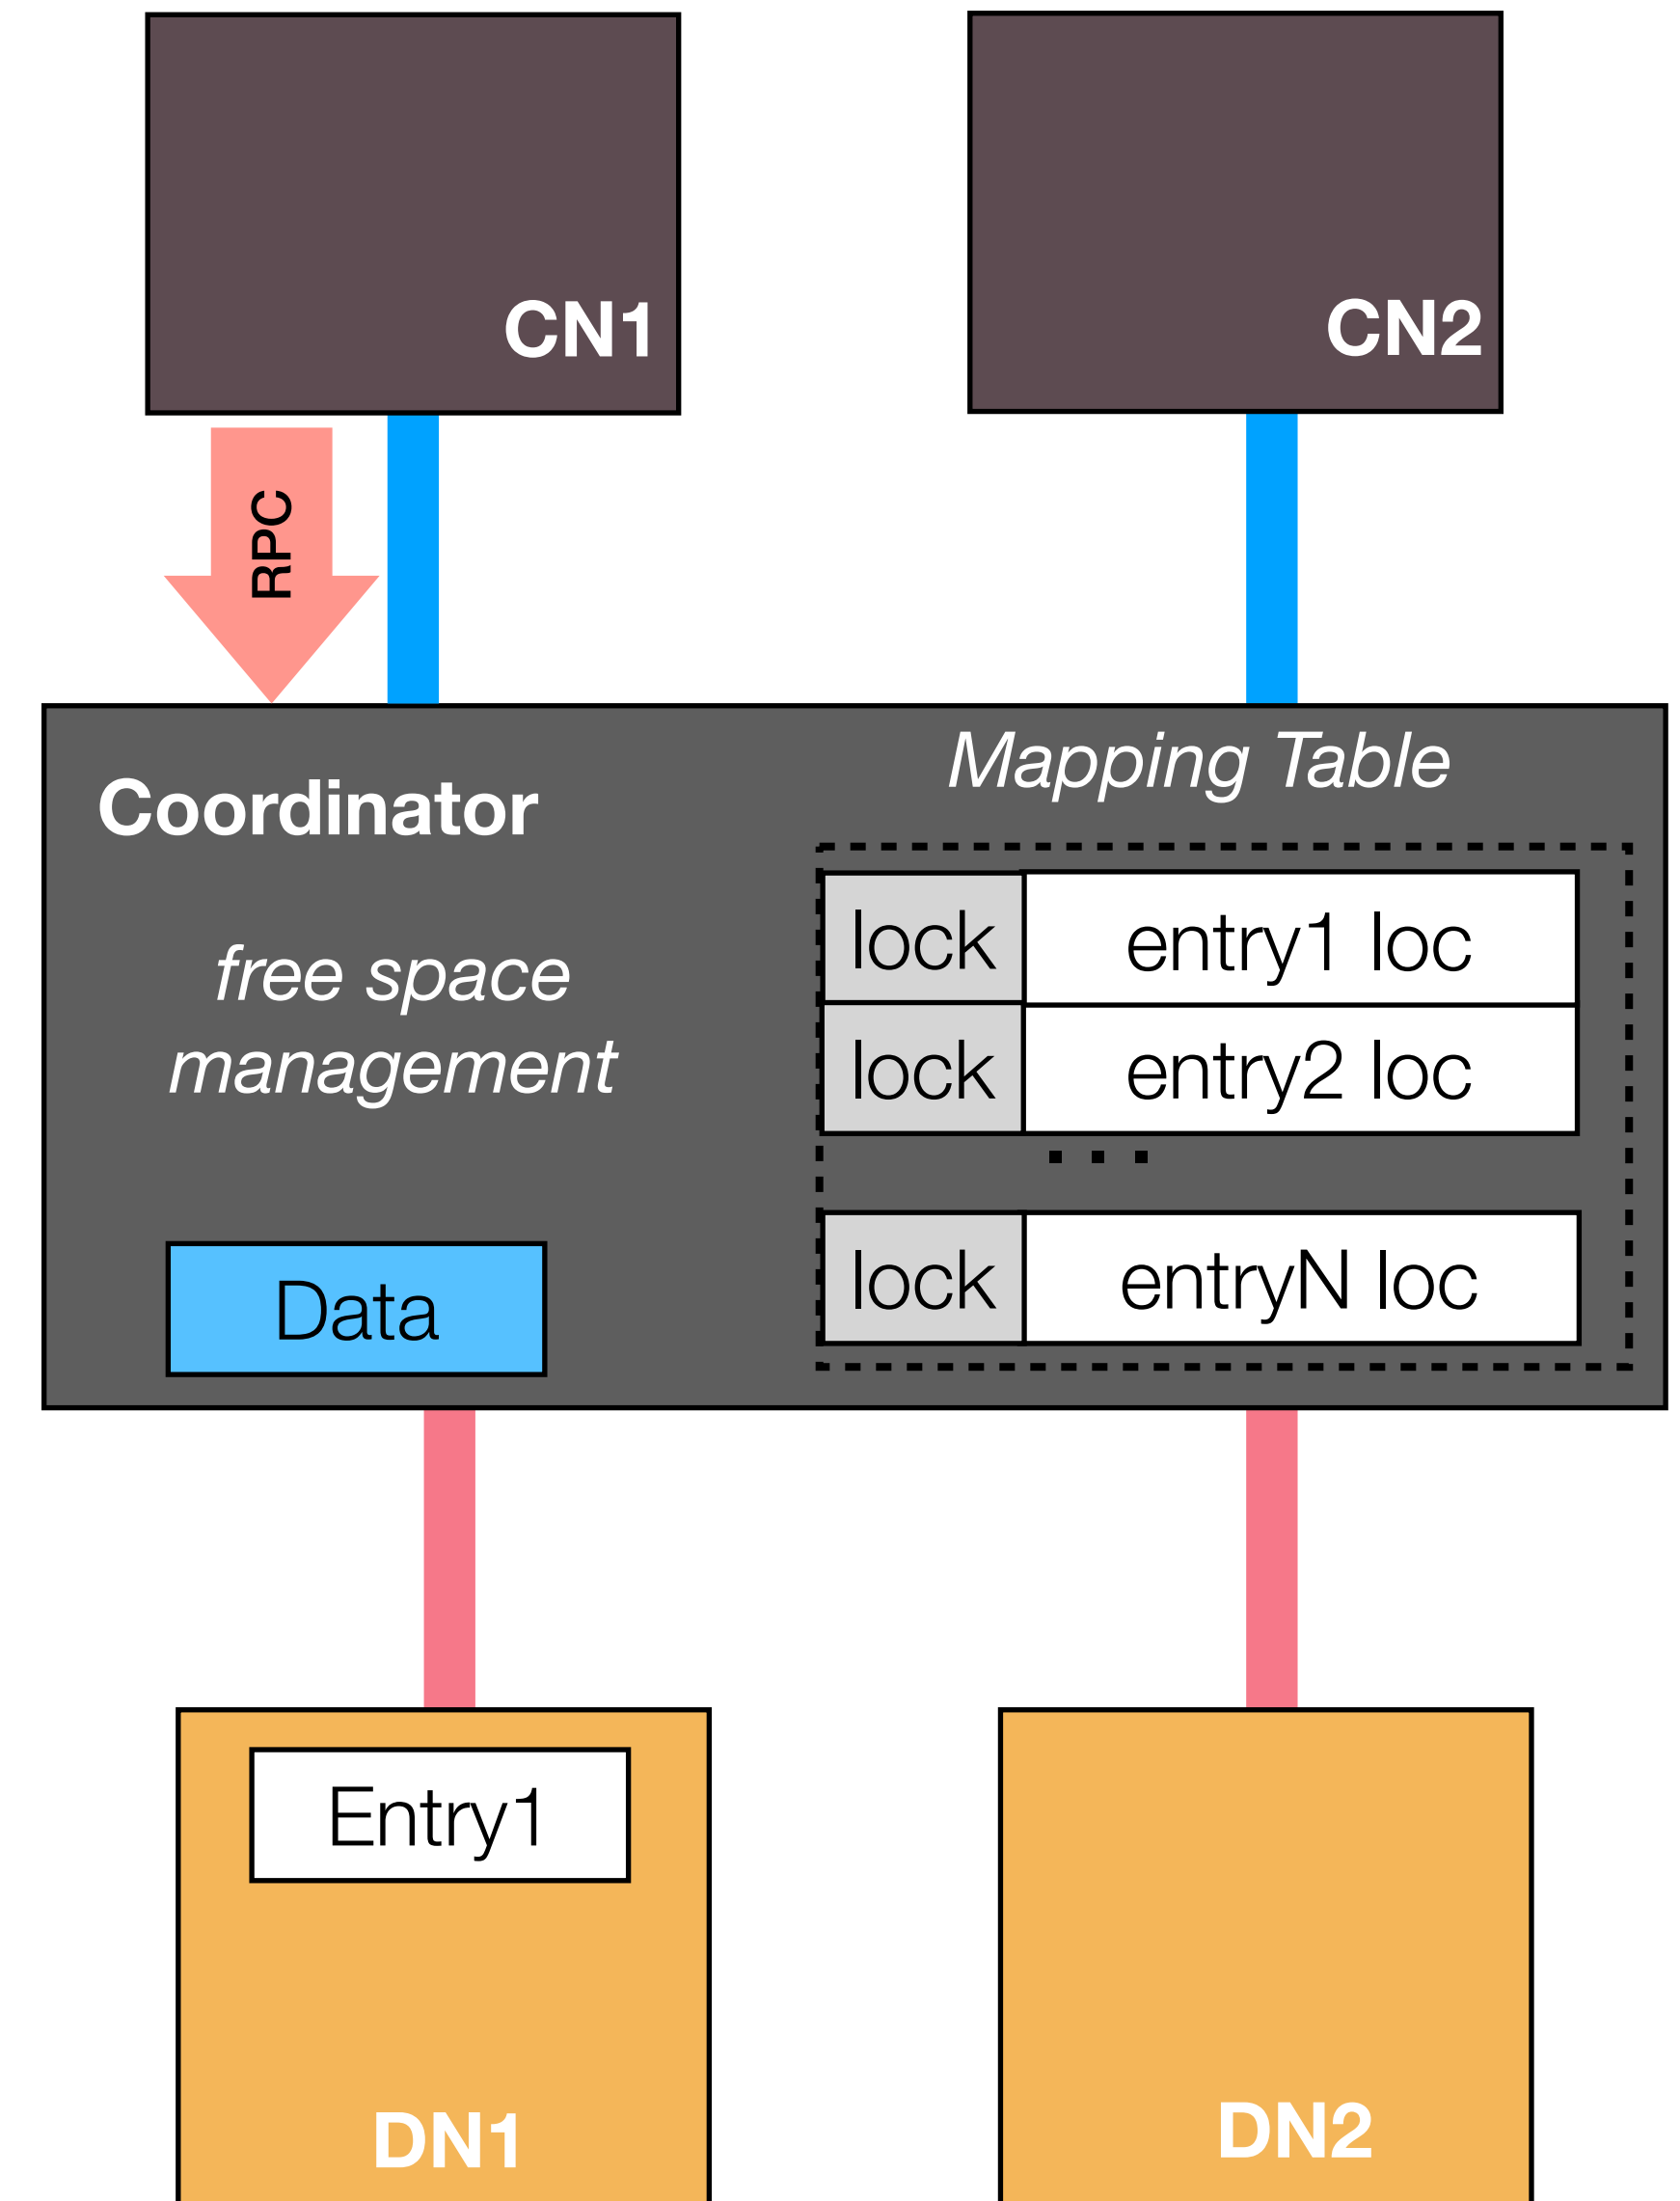 CN1
CN2
RPC
Coordinator
Mapping Table
free space
management
lock entry1 loc
lock entry2 loc
...
lock entryN loc
Data
Entry1
DN1
DN2